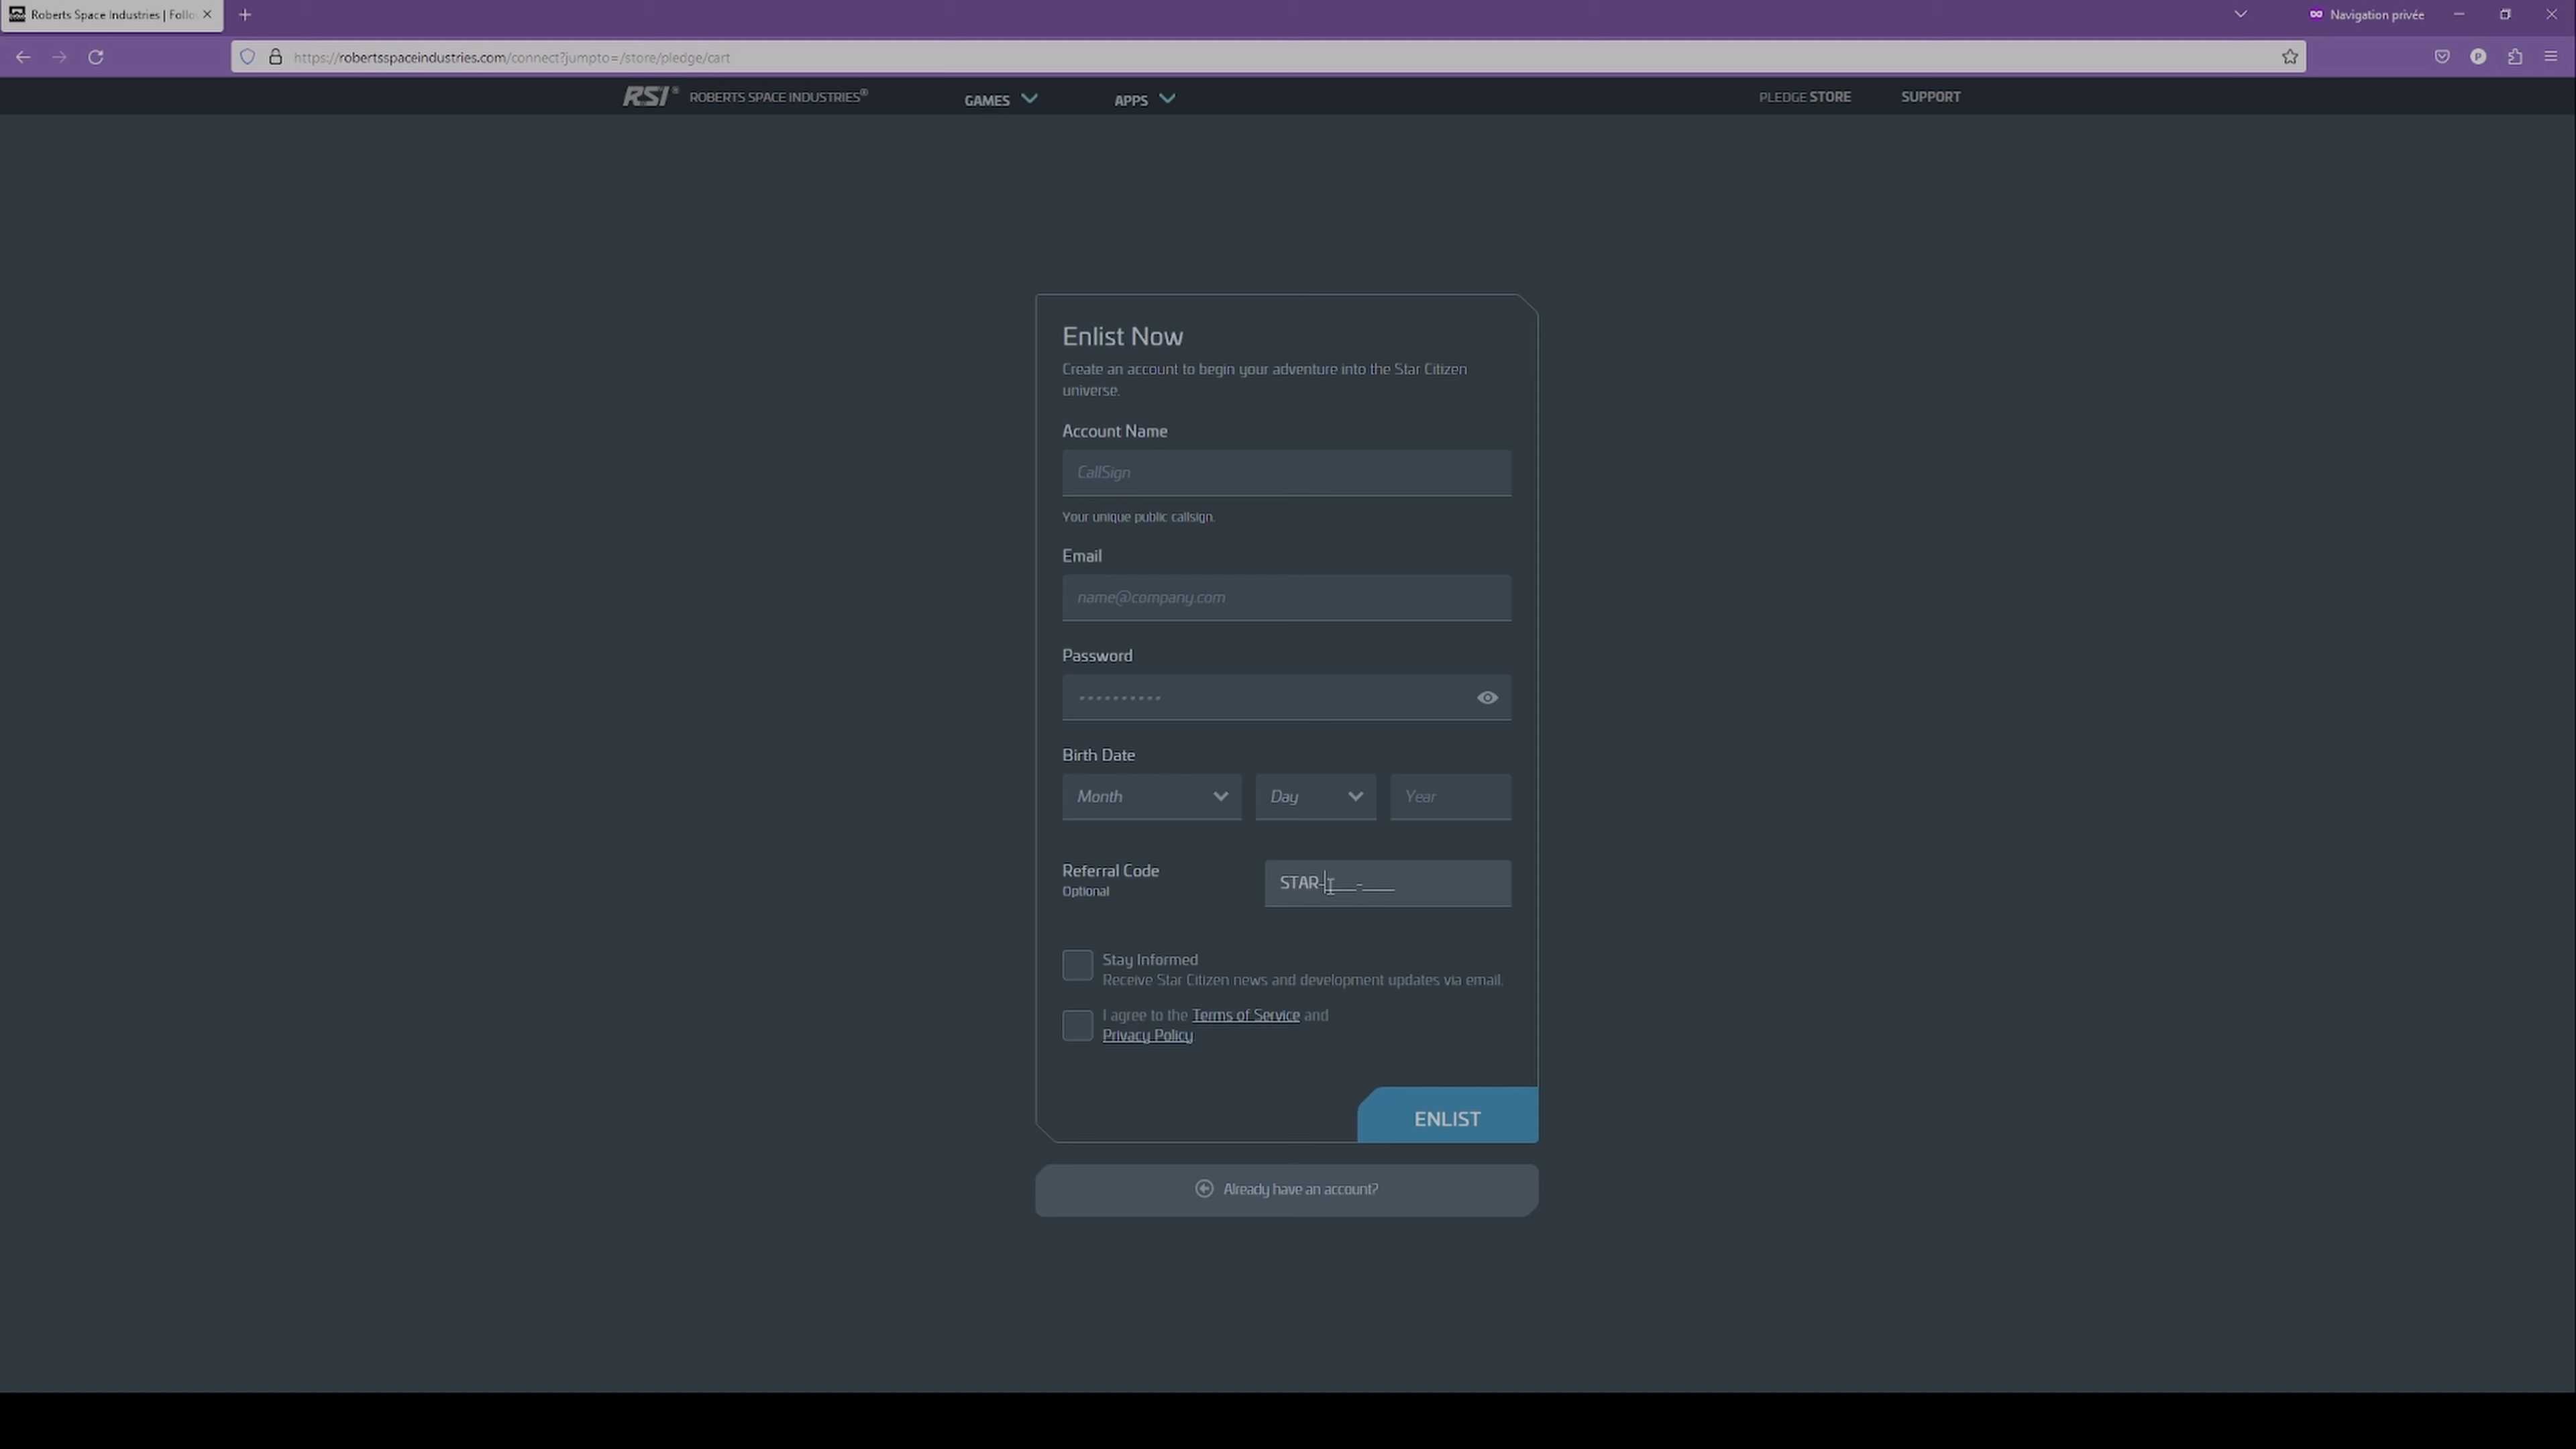 Roberts Space Industries | Follo
Navigation privée
https://robertsspaceindustries.com/connect?jumpto=/store/pledge/cart
P
RSI® ROBERTS SPACE INDUSTRIES® GAMES APPS PLEDGE STORE SUPPORT
Enlist Now
Create an account to begin your adventure into the Star Citizen
universe.
Account Name
CallSign
Your unique public callsign.
Email
name@company.com
Password
••••••••••
Birth Date
Month Day Year
Referral Code
Optional
STAR-____-____
Stay Informed
Receive Star Citizen news and development updates via email.
I agree to the Terms of Service and
Privacy Policy
ENLIST
Already have an account?